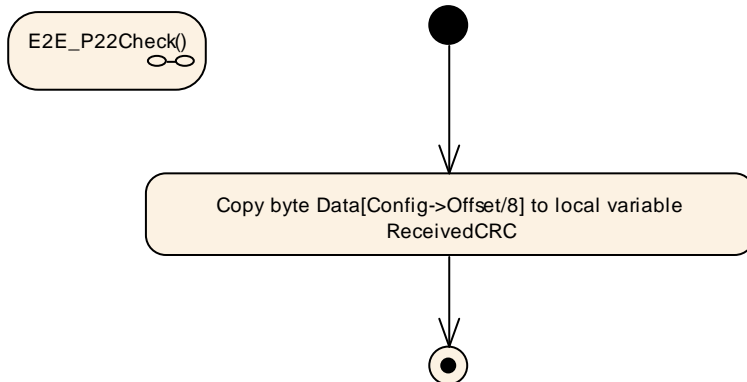 E2E_P22Check()
Copy byte Data[Config->Offset/8] to local variable
ReceivedCRC